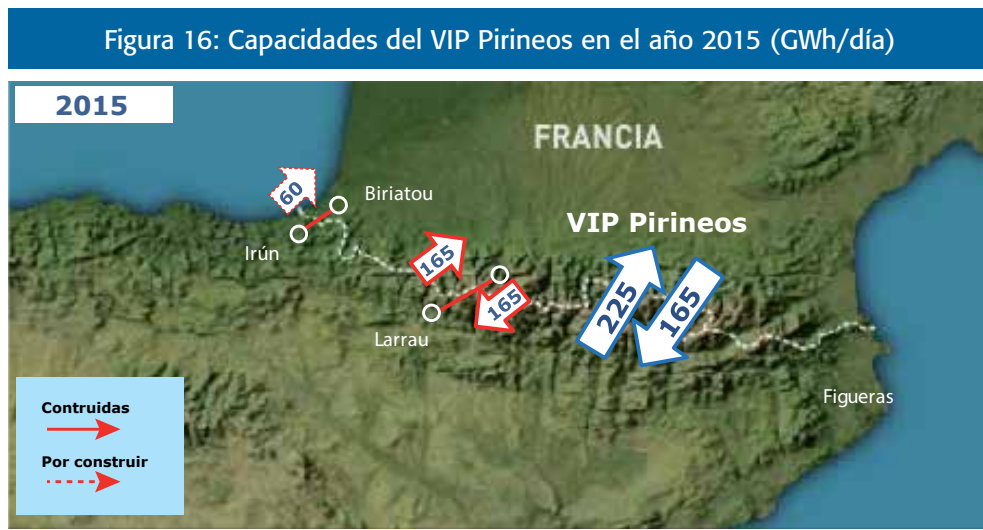 Figura 16: Capacidades del VIP Pirineos en el año 2015 (GWh/día)
2015
FRANCIA
60
Biriatou
Irún
VIP Pirineos
165
165
225
165
Larrau
Figueras
Contruidas
Por construir